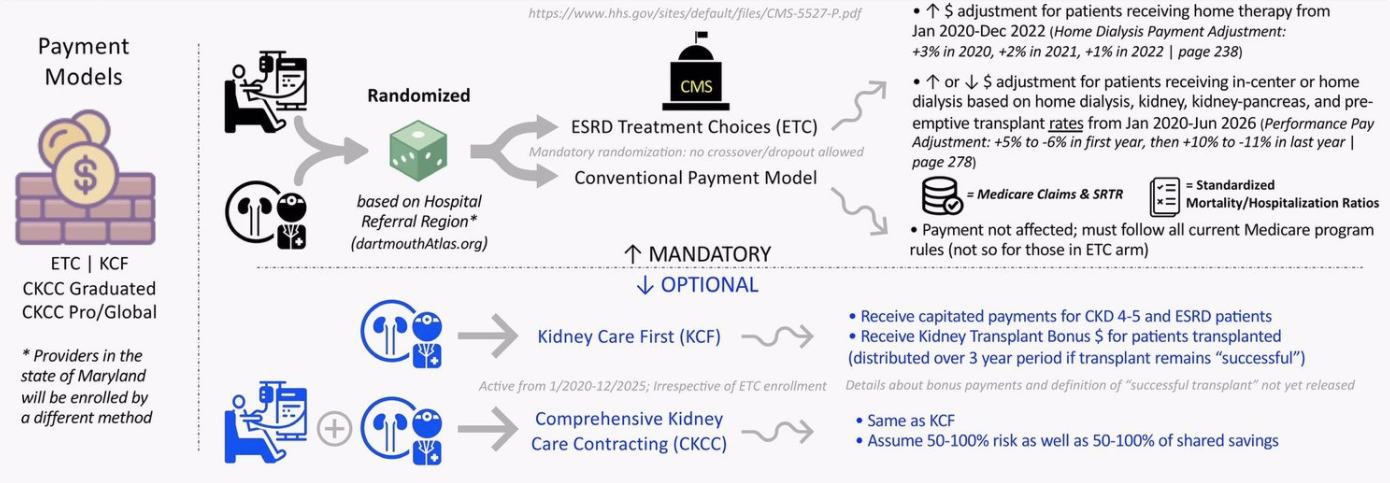 https://www.hhs.gov/sites/default/files/CMS-5527-P.pdf
Payment
Models
ETC | KCF
CKCC Graduated
CKCC Pro/Global
* Providers in the
state of Maryland
will be enrolled by
a different method
Randomized
based on Hospital
Referral Region*
(dartmouthAtlas.org)
CMS
ESRD Treatment Choices (ETC)
Mandatory randomization: no crossover/dropout allowed
Conventional Payment Model
• ↑ $ adjustment for patients receiving home therapy from
Jan 2020-Dec 2022 (Home Dialysis Payment Adjustment:
+3% in 2020, +2% in 2021, +1% in 2022 | page 238)
• ↑ or ↓ $ adjustment for patients receiving in-center or home
dialysis based on home dialysis, kidney, kidney-pancreas, and pre-
emptive transplant rates from Jan 2020-Jun 2026 (Performance Pay
Adjustment: +5% to -6% in first year, then +10% to -11% in last year |
page 278)
= Medicare Claims & SRTR
= Standardized
Mortality/Hospitalization Ratios
• Payment not affected; must follow all current Medicare program
rules (not so for those in ETC arm)
↑ MANDATORY
↓ OPTIONAL
Kidney Care First (KCF)
• Receive capitated payments for CKD 4-5 and ESRD patients
• Receive Kidney Transplant Bonus $ for patients transplanted
(distributed over 3 year period if transplant remains “successful”)
Active from 1/2020-12/2025; Irrespective of ETC enrollment
Details about bonus payments and definition of “successful transplant” not yet released
Comprehensive Kidney
Care Contracting (CKCC)
• Same as KCF
• Assume 50-100% risk as well as 50-100% of shared savings